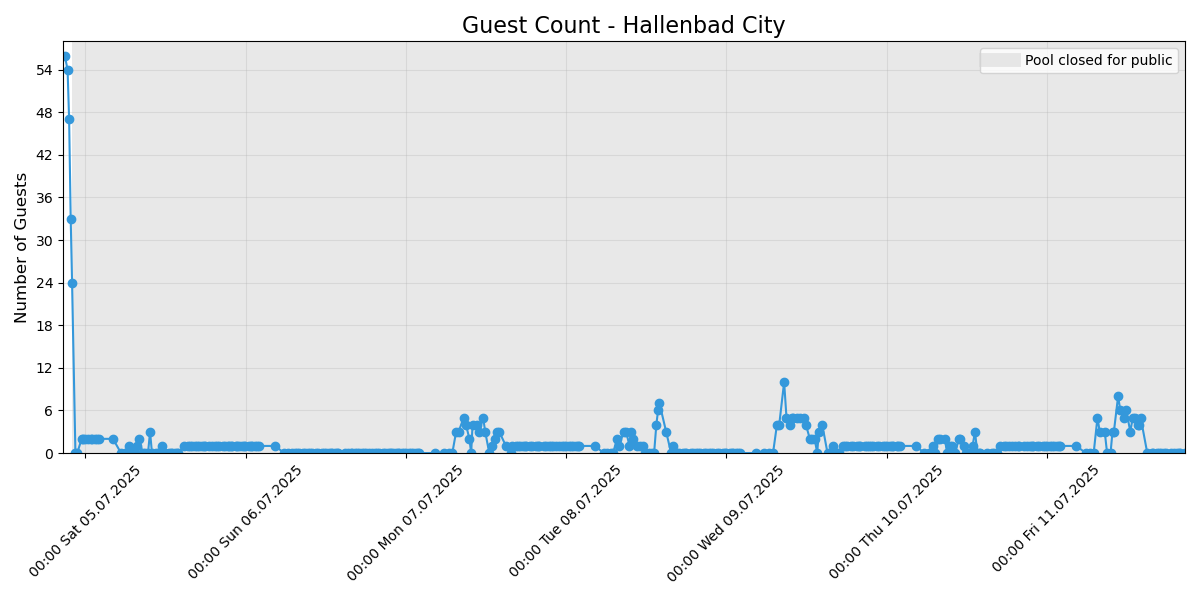 Guest Count - Hallenbad City
Pool closed for public
Number of Guests
54
48
42
36
30
24
18
12
6
0
00:00 Sat 05.07.2025
00:00 Sun 06.07.2025
00:00 Mon 07.07.2025
00:00 Tue 08.07.2025
00:00 Wed 09.07.2025
00:00 Thu 10.07.2025
00:00 Fri 11.07.2025